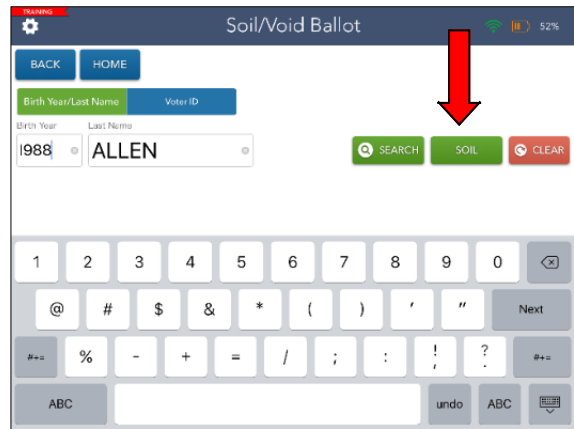 TRAINING
Soil/Void Ballot
52%
BACK HOME
Birth Year/Last Name Voter ID
Birth Year Last Name
1988 ALLEN SEARCH SOIL CLEAR
1 2 3 4 5 6 7 8 9 0
@ # $ & * ( ) ' " Next
#+= % - + = / ; : ! , ? . #+=
ABC undo ABC